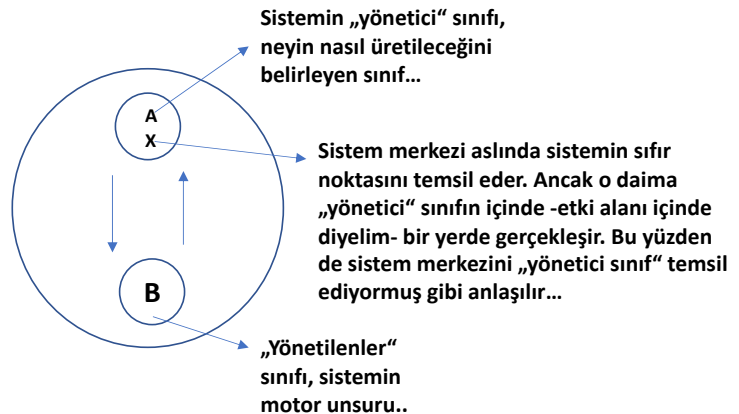 Sistemin „yönetici“ sınıfı,
neyin nasıl üretileceğini
belirleyen sınıf…
A
X
Sistem merkezi aslında sistemin sıfır
noktasını temsil eder. Ancak o daima
„yönetici“ sınıfın içinde -etki alanı içinde
diyelim- bir yerde gerçekleşir. Bu yüzden
de sistem merkezini „yönetici sınıf“ temsil
ediyormuş gibi anlaşılır…
B
„Yönetilenler“
sınıfı, sistemin
motor unsuru..